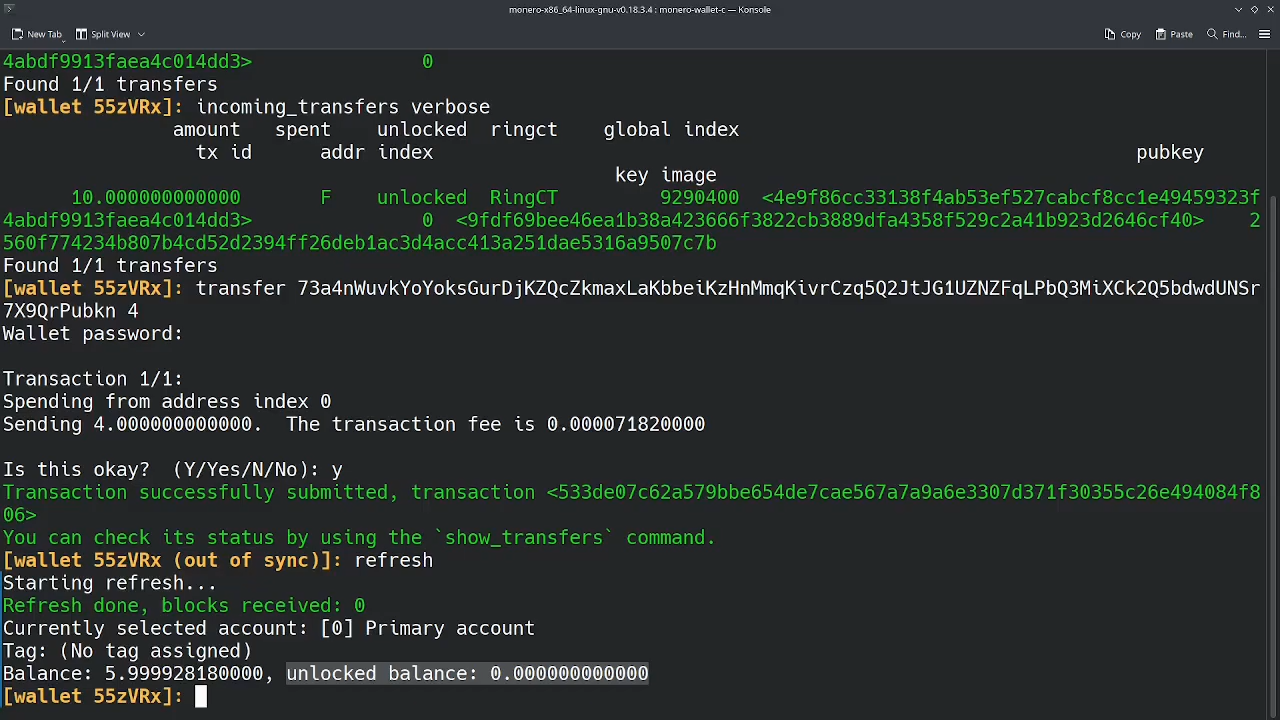 monero-x86_64-linux-gnu-v0.18.3.4 : monero-wallet-c — Konsole
New Tab Split View Copy Paste Find...
4abdf9913faea4c014dd3> 0
Found 1/1 transfers
[wallet 55zVRx]: incoming_transfers verbose
amount spent unlocked ringct global index
tx id addr index pubkey
key image
10.000000000000 F unlocked RingCT 9290400 <4e9f86cc33138f4ab53ef527cabcf8cc1e49459323f
4abdf9913faea4c014dd3> 0 <9fdf69bee46ea1b38a423666f3822cb3889dfa4358f529c2a41b923d2646cf40> 2
560f774234b807b4cd52d2394ff26deb1ac3d4acc413a251dae5316a9507c7b
Found 1/1 transfers
[wallet 55zVRx]: transfer 73a4nWuvkYoYoksGurDjKZQcZkmaxLaKbbeiKzHnMmqKivrCzq5Q2JtJG1UZNZFqLPbQ3MiXCk2Q5bdwdUNSr
7X9QrPubkn 4
Wallet password:
Transaction 1/1:
Spending from address index 0
Sending 4.000000000000.  The transaction fee is 0.000071820000
Is this okay?  (Y/Yes/N/No): y
Transaction successfully submitted, transaction <533de07c62a579bbe654de7cae567a7a9a6e3307d371f30355c26e494084f8
06>
You can check its status by using the `show_transfers` command.
[wallet 55zVRx (out of sync)]: refresh
Starting refresh...
Refresh done, blocks received: 0
Currently selected account: [0] Primary account
Tag: (No tag assigned)
Balance: 5.999928180000, unlocked balance: 0.000000000000
[wallet 55zVRx]: